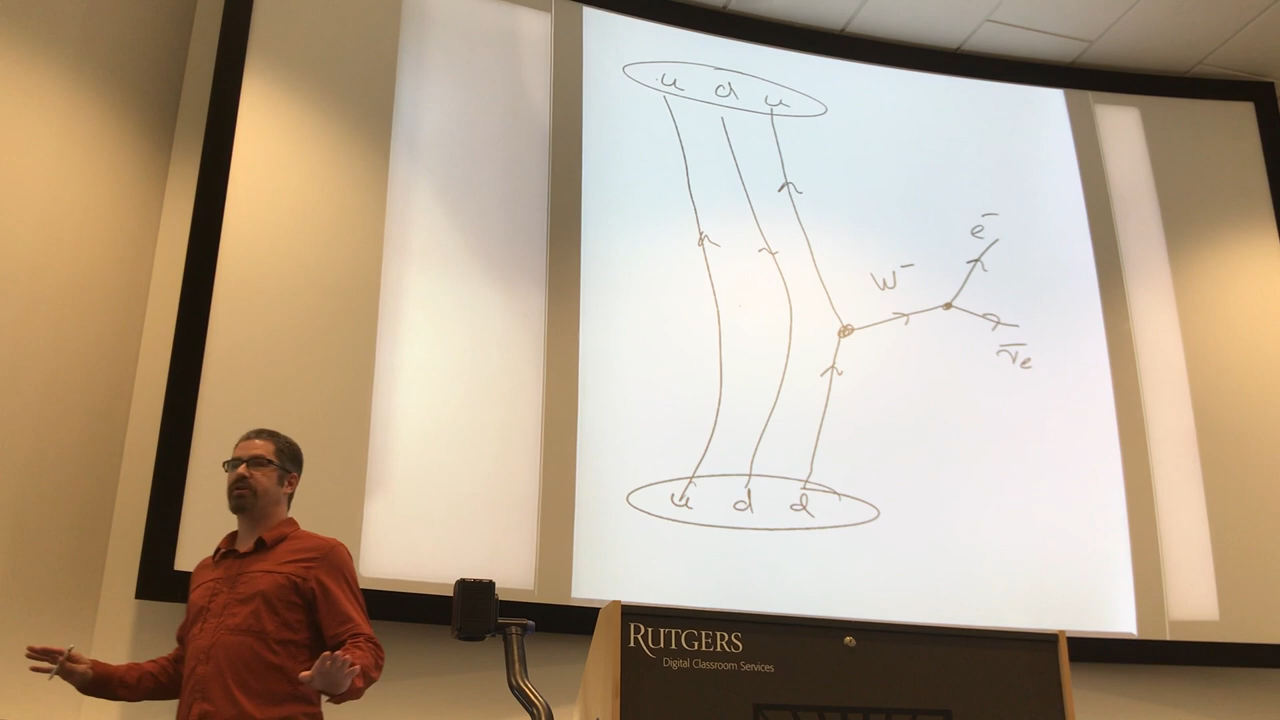 u d u
e⁻
W⁻
ν̄e
u d d
RUTGERS
Digital Classroom Services